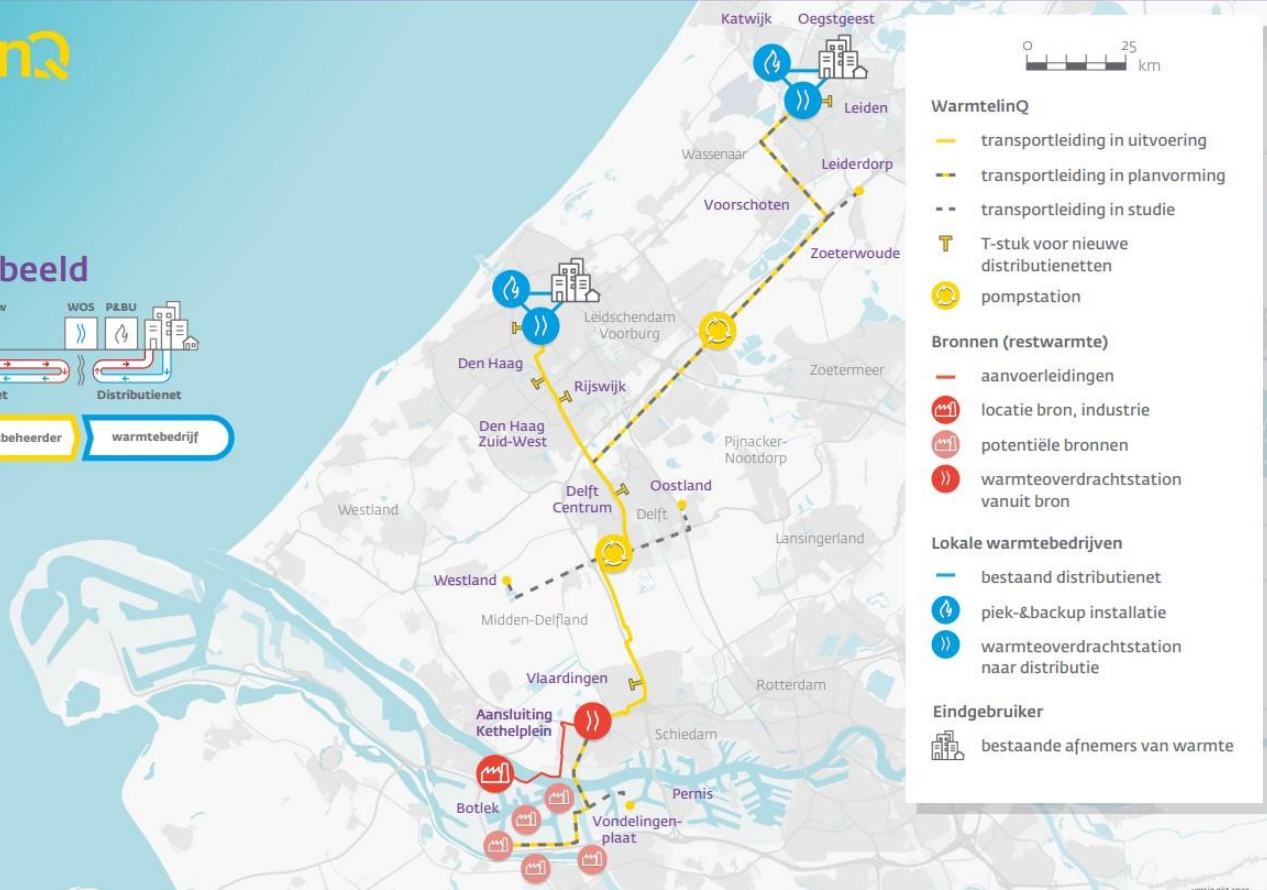 nQ
Katwijk
Oegstgeest
Leiden
Wassenaar
Leiderdorp
Voorschoten
Zoeterwoude
beeld
WOS P&BU
Distributienet
beheerder
warmtebedrijf
Leidschendam
Voorburg
Den Haag
Rijswijk
Zoetermeer
Den Haag
Zuid-West
Pijnacker-
Nootdorp
Delft
Centrum
Oostland
Westland
Delft
Lansingerland
Westland
Midden-Delfland
Vlaardingen
Rotterdam
Aansluiting
Kethelplein
Schiedam
Botlek
Pernis
Vondelingen-
plaat
0 25
km
WarmtelinQ
transportleiding in uitvoering
transportleiding in planvorming
transportleiding in studie
T-stuk voor nieuwe
distributienetten
pompstation
Bronnen (restwarmte)
aanvoerleidingen
locatie bron, industrie
potentiële bronnen
warmteoverdrachtstation
vanuit bron
Lokale warmtebedrijven
bestaand distributienet
piek-&backup installatie
warmteoverdrachtstation
naar distributie
Eindgebruiker
bestaande afnemers van warmte